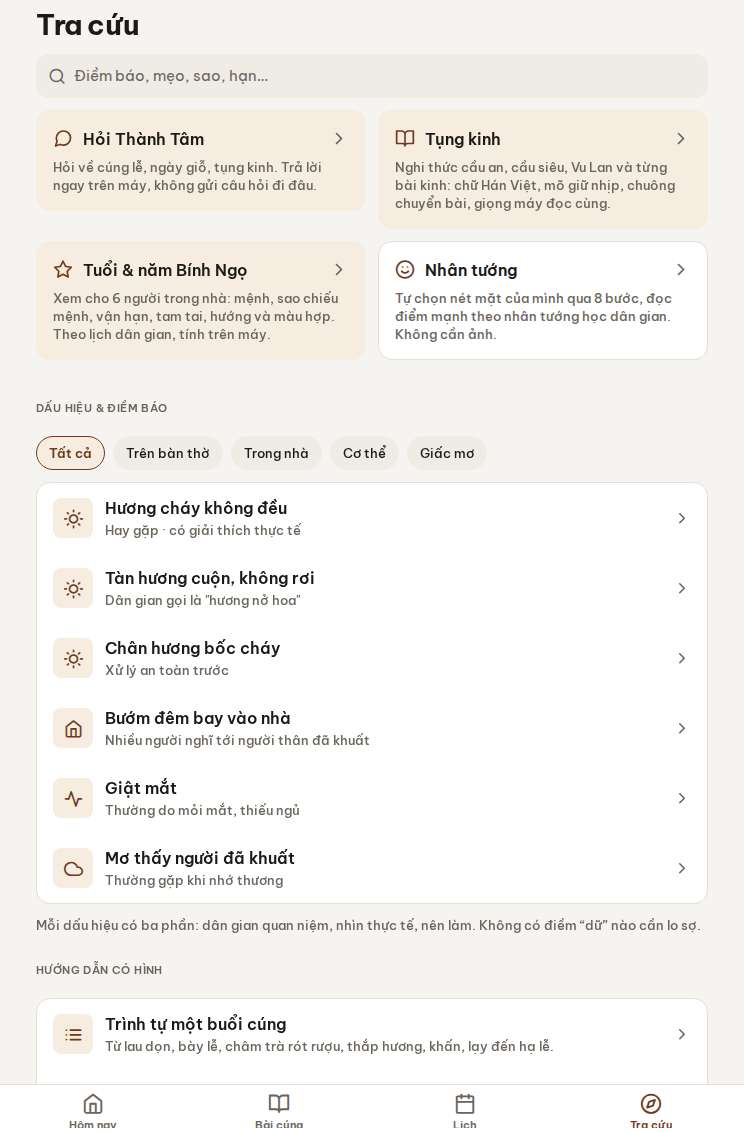 Tra cứu
Điềm báo, mẹo, sao, hạn...
Hỏi Thành Tâm
Hỏi về cúng lễ, ngày giỗ, tụng kinh. Trả lời
ngay trên máy, không gửi câu hỏi đi đâu.
Tụng kinh
Nghi thức cầu an, cầu siêu, Vu Lan và từng
bài kinh: chữ Hán Việt, mõ giữ nhịp, chuông
chuyển bài, giọng máy đọc cùng.
Tuổi & năm Bính Ngọ
Xem cho 6 người trong nhà: mệnh, sao chiếu
mệnh, vận hạn, tam tai, hướng và màu hợp.
Theo lịch dân gian, tính trên máy.
Nhân tướng
Tự chọn nét mặt của mình qua 8 bước, đọc
điểm mạnh theo nhân tướng học dân gian.
Không cần ảnh.
DẤU HIỆU & ĐIỀM BÁO
Tất cả
Trên bàn thờ
Trong nhà
Cơ thể
Giấc mơ
Hương cháy không đều
Hay gặp · có giải thích thực tế
Tàn hương cuộn, không rơi
Dân gian gọi là "hương nở hoa"
Chân hương bốc cháy
Xử lý an toàn trước
Bướm đêm bay vào nhà
Nhiều người nghĩ tới người thân đã khuất
Giật mắt
Thường do mỏi mắt, thiếu ngủ
Mơ thấy người đã khuất
Thường gặp khi nhớ thương
Mỗi dấu hiệu có ba phần: dân gian quan niệm, nhìn thực tế, nên làm. Không có điềm “dữ” nào cần lo sợ.
HƯỚNG DẪN CÓ HÌNH
Trình tự một buổi cúng
Từ lau dọn, bày lễ, châm trà rót rượu, thắp hương, khấn, lạy đến hạ lễ.
Hôm nay
Bài cúng
Lịch
Tra cứu